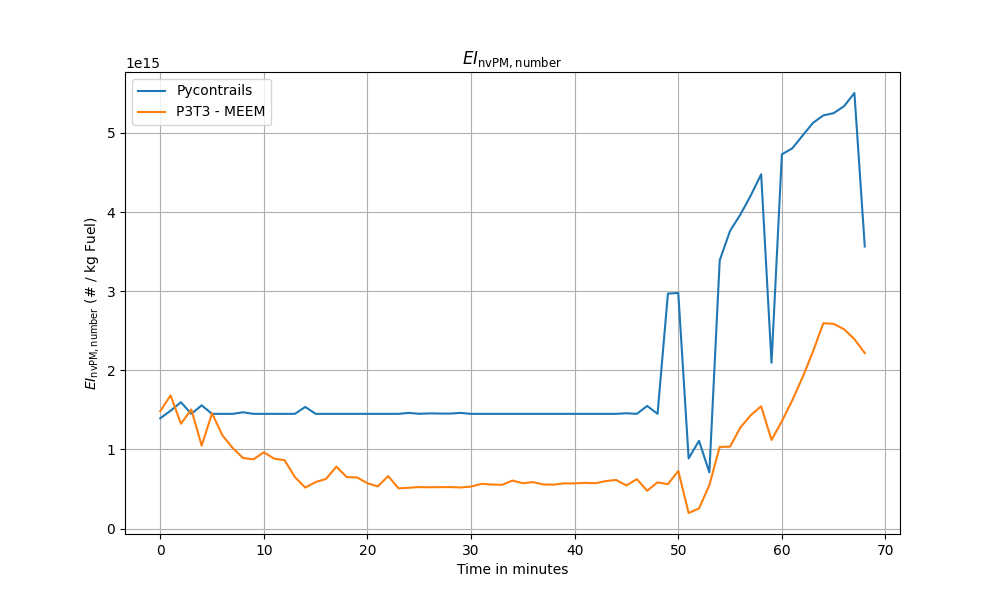 EI_nvPM, number
1e15
Pycontrails
P3T3 - MEEM
EI_nvPM, number (# / kg Fuel)
5
4
3
2
1
0
0 10 20 30 40 50 60 70
Time in minutes